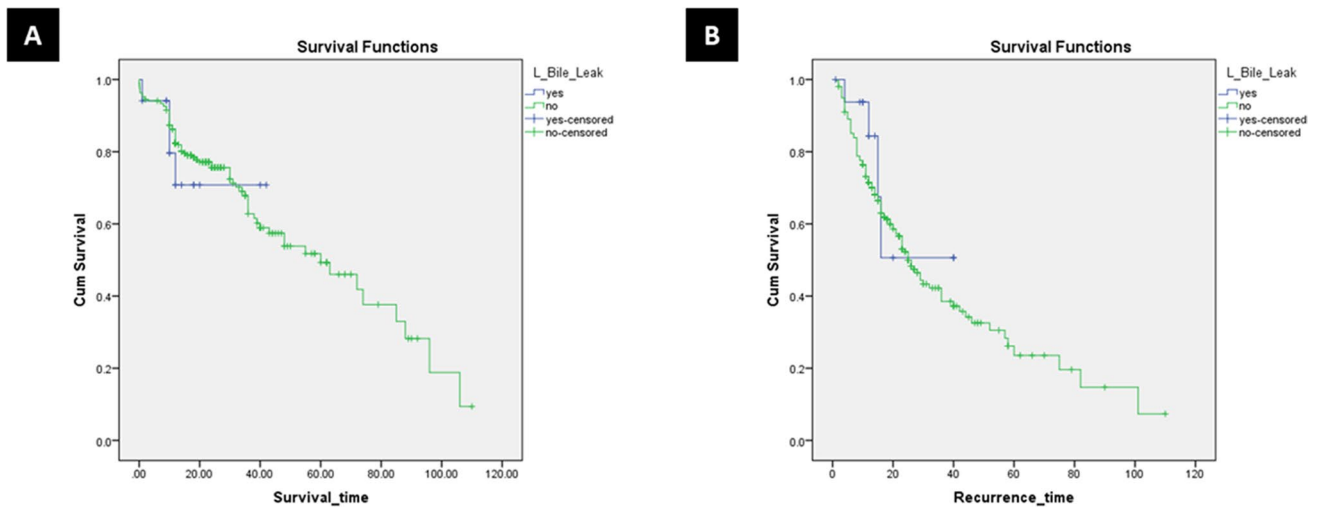 A
Survival Functions
L_Bile_Leak
yes
no
yes-censored
no-censored
1.0
0.8
0.6
0.4
0.2
0.0
Cum Survival
.00 20.00 40.00 60.00 80.00 100.00 120.00
Survival_time
B
Survival Functions
L_Bile_Leak
yes
no
yes-censored
no-censored
1.0
0.8
0.6
0.4
0.2
0.0
Cum Survival
0 20 40 60 80 100 120
Recurrence_time